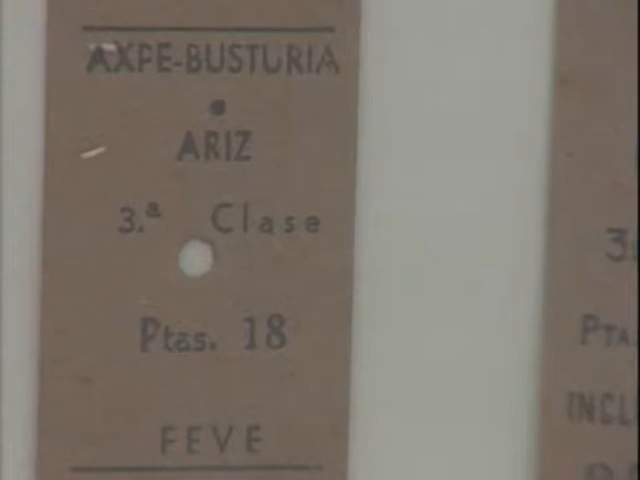 AXPE-BUSTURIA
•
ARIZ
3.ª Clase
Ptas. 18
FEVE